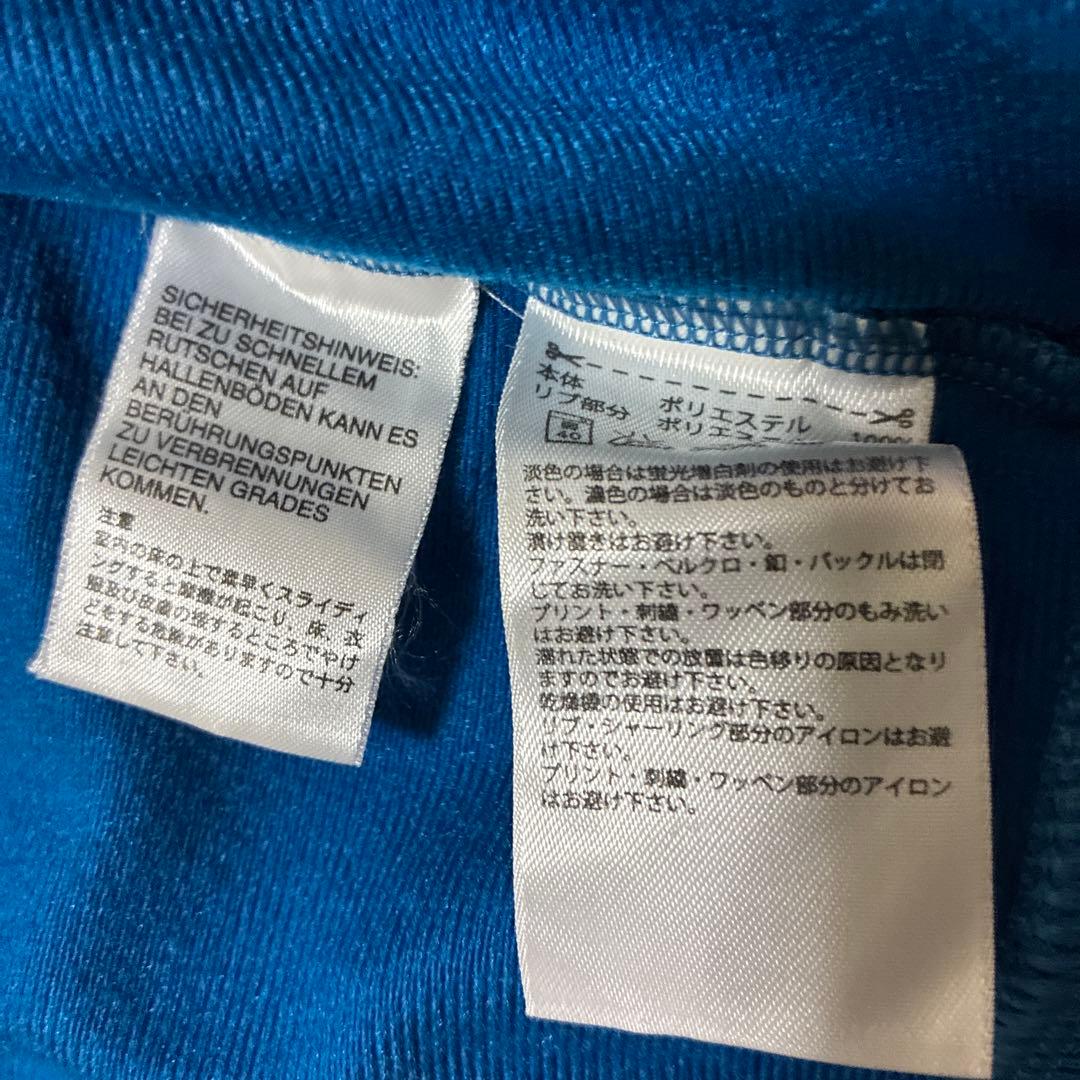 SICHERHEITSHINWEIS:
BEI ZU SCHNELLEM
RUTSCHEN AUF
HALLENBÖDEN KANN ES
AN DEN
BERÜHRUNGSPUNKTEN
ZU VERBRENNUNGEN
LEICHTEN GRADES
KOMMEN.
注意
室内の床の上で素早くスライディ
ングすると摩擦が起こり、床、衣
服及び皮膚の接するところでやけ
どをする危険がありますので十分
注意して下さい。
本体 ポリエステル
リブ部分 ポリエステル 100%
40
淡色の場合は蛍光増白剤の使用はお避け下
さい。濃色の場合は淡色のものと分けてお
洗い下さい。
漬け置きはお避け下さい。
ファスナー・ベルクロ・釦・バックルは閉
してお洗い下さい。
プリント・刺繍・ワッペン部分のもみ洗い
はお避け下さい。
濡れた状態での放置は色移りの原因となり
ますのでお避け下さい。
乾燥機の使用はお避け下さい。
リブ・シャーリング部分のアイロンはお避
け下さい。
プリント・刺繍・ワッペン部分のアイロン
はお避け下さい。